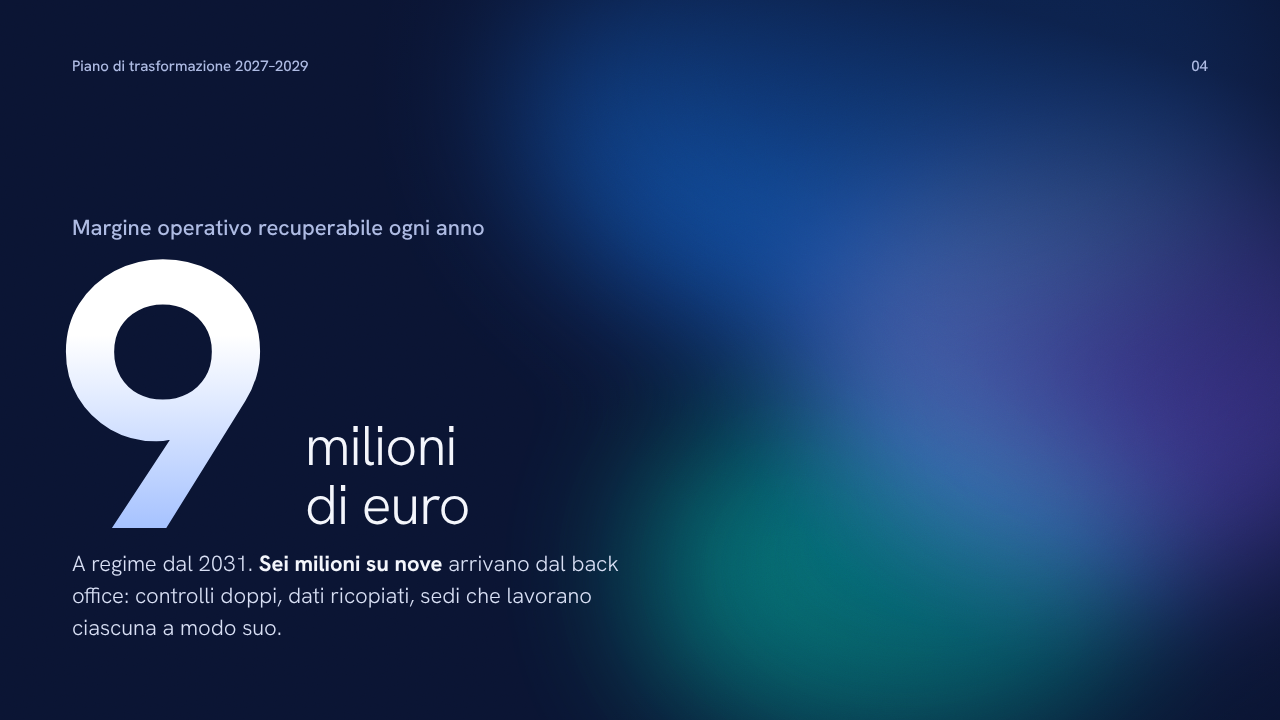 Piano di trasformazione 2027–2029
04
Margine operativo recuperabile ogni anno
9
milioni
di euro
A regime dal 2031. Sei milioni su nove arrivano dal back
office: controlli doppi, dati ricopiati, sedi che lavorano
ciascuna a modo suo.